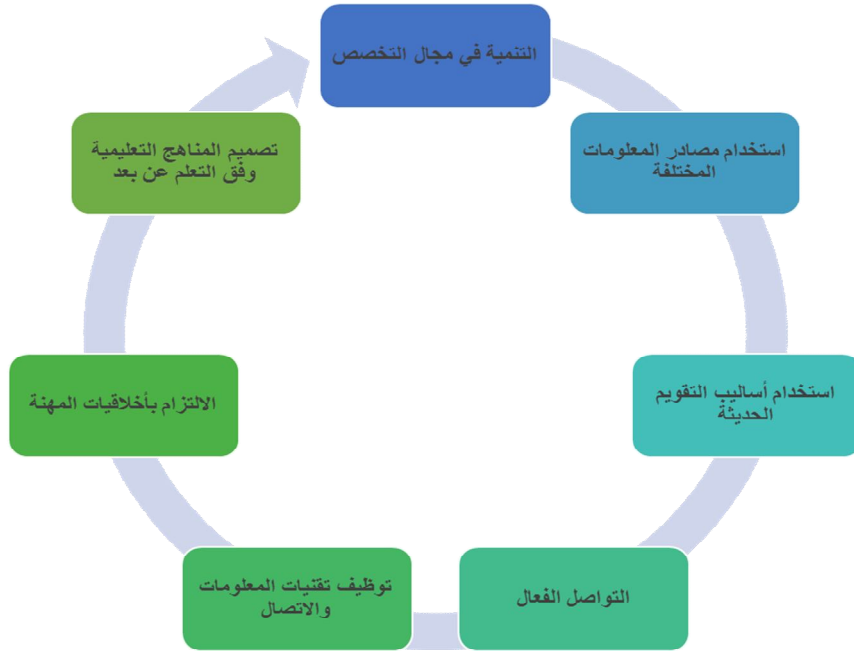 التنمية في مجال التخصص
استخدام مصادر المعلومات
المختلفة
استخدام أساليب التقويم
الحديثة
التواصل الفعال
توظيف تقنيات المعلومات
والاتصال
الالتزام بأخلاقيات المهنة
تصميم المناهج التعليمية
وفق التعلم عن بعد